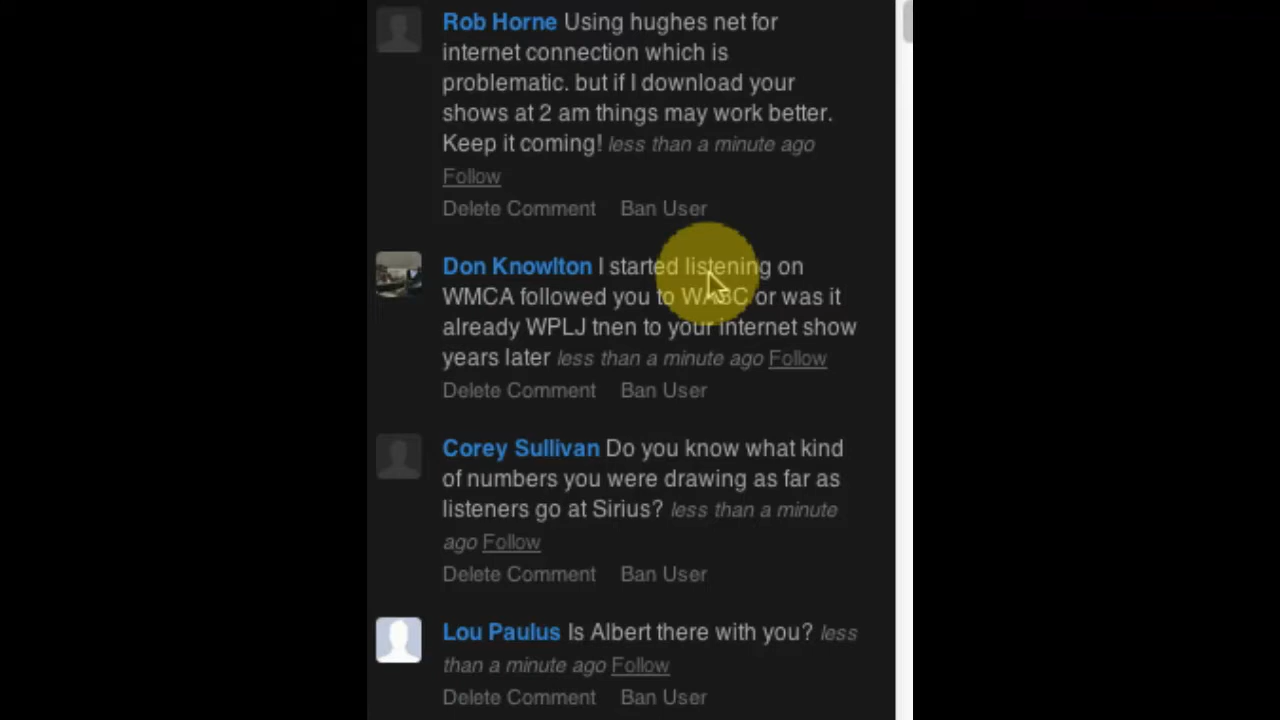 Rob Horne Using hughes net for
internet connection which is
problematic. but if I download your
shows at 2 am things may work better.
Keep it coming! less than a minute ago
Follow
Delete Comment Ban User
Don Knowlton I started listening on
WMCA followed you to WABC or was it
already WPLJ tnen to your internet show
years later less than a minute ago Follow
Delete Comment Ban User
Corey Sullivan Do you know what kind
of numbers you were drawing as far as
listeners go at Sirius? less than a minute
ago Follow
Delete Comment Ban User
Lou Paulus Is Albert there with you? less
than a minute ago Follow
Delete Comment Ban User